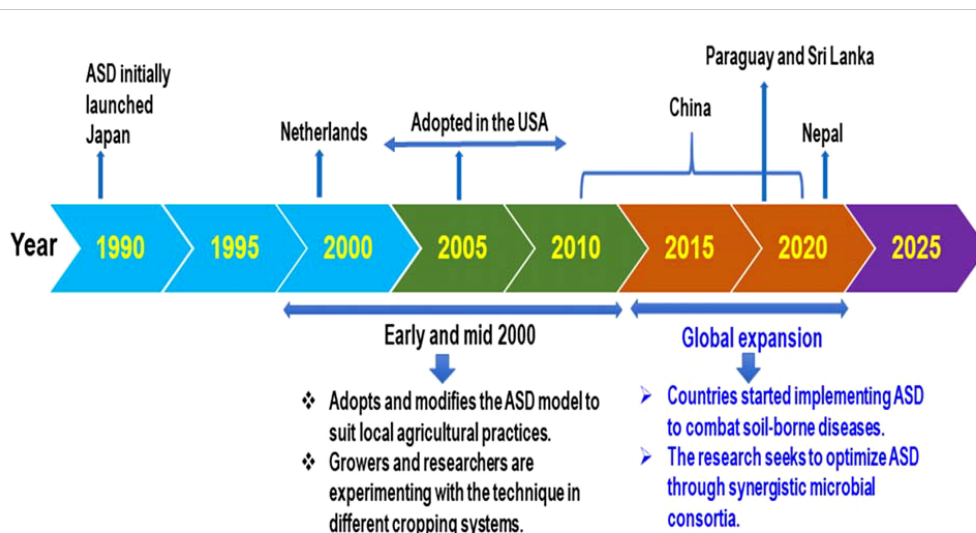 ASD initially
launched
Japan
Netherlands
Adopted in the USA
China
Paraguay and Sri Lanka
Nepal
Year
1990
1995
2000
2005
2010
2015
2020
2025
Early and mid 2000
❖ Adopts and modifies the ASD model to
suit local agricultural practices.
❖ Growers and researchers are
experimenting with the technique in
different cropping systems.
Global expansion
➢ Countries started implementing ASD
to combat soil-borne diseases.
➢ The research seeks to optimize ASD
through synergistic microbial
consortia.